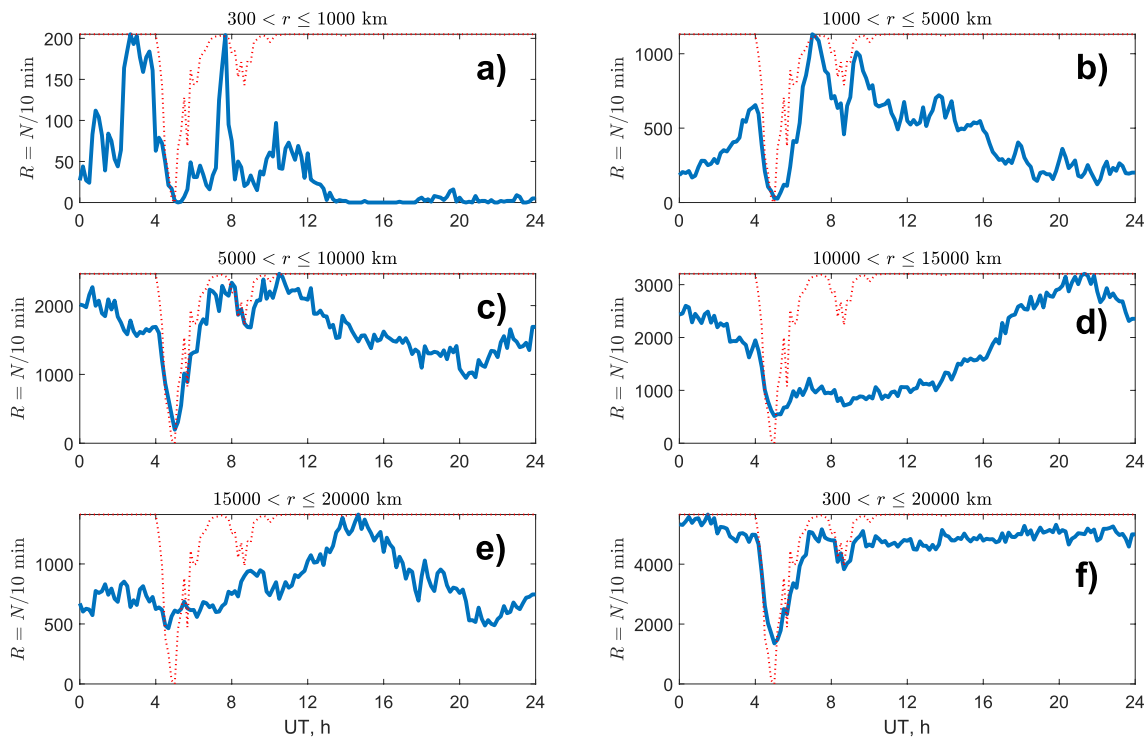 300 < r ≤ 1000 km
R = N/10 min
200
150
100
50
0
a)
0 4 8 12 16 20 24
1000 < r ≤ 5000 km
R = N/10 min
1000
500
0
b)
0 4 8 12 16 20 24
5000 < r ≤ 10000 km
R = N/10 min
2000
1000
0
c)
0 4 8 12 16 20 24
10000 < r ≤ 15000 km
R = N/10 min
3000
2000
1000
0
d)
0 4 8 12 16 20 24
15000 < r ≤ 20000 km
R = N/10 min
1000
500
0
e)
0 4 8 12 16 20 24
UT, h
300 < r ≤ 20000 km
R = N/10 min
4000
2000
0
f)
0 4 8 12 16 20 24
UT, h